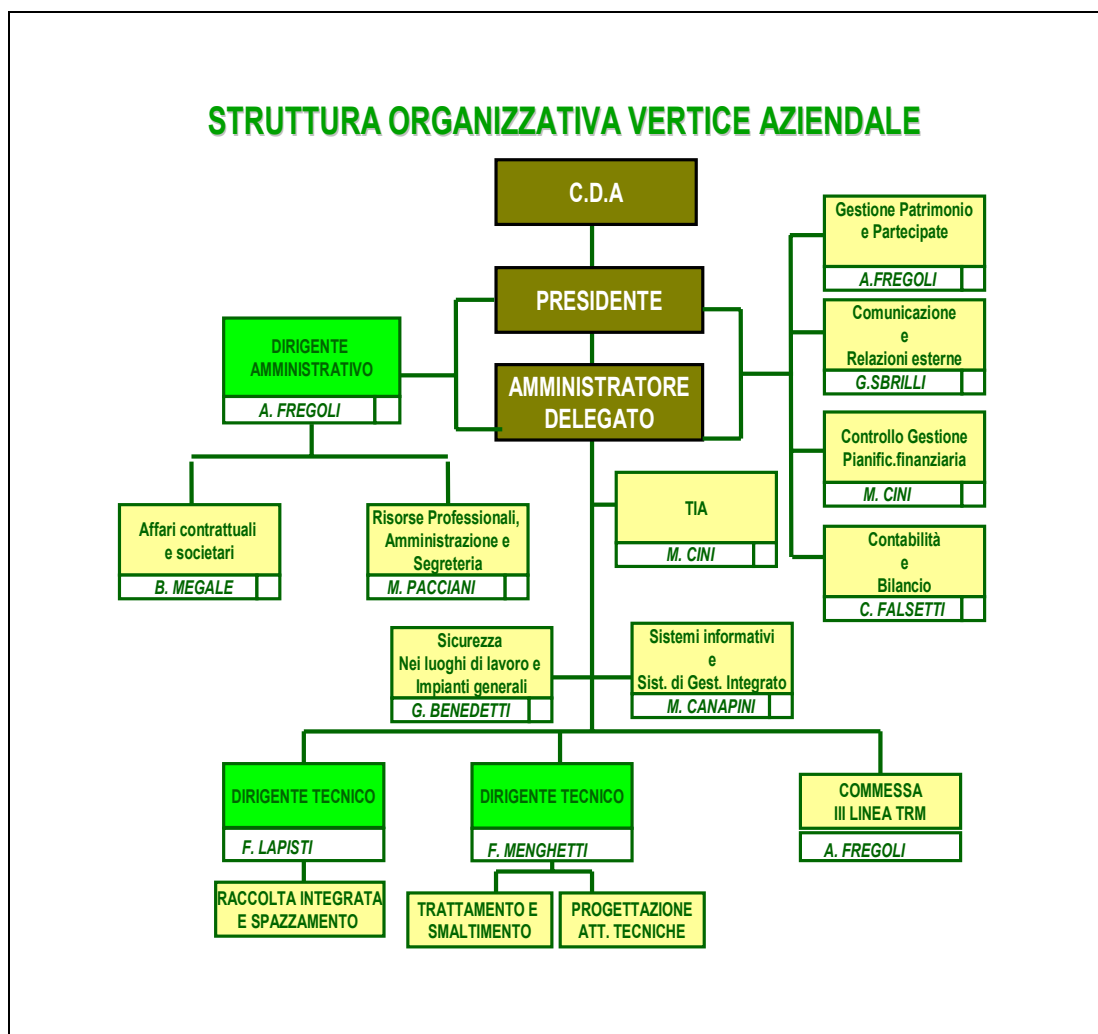 STRUTTURA ORGANIZZATIVA VERTICE AZIENDALE
C.D.A
PRESIDENTE
AMMINISTRATORE
DELEGATO
DIRIGENTE
AMMINISTRATIVO
A. FREGOLI
Affari contrattuali
e societari
B. MEGALE
Risorse Professionali,
Amministrazione e
Segreteria
M. PACCIANI
Gestione Patrimonio
e Partecipate
A.FREGOLI
Comunicazione
e
Relazioni esterne
G.SBRILLI
Controllo Gestione
Pianific.finanziaria
M. CINI
Contabilità
e
Bilancio
C. FALSETTI
TIA
M. CINI
Sicurezza
Nei luoghi di lavoro e
Impianti generali
G. BENEDETTI
Sistemi informativi
e
Sist. di Gest. Integrato
M. CANAPINI
DIRIGENTE TECNICO
F. LAPISTI
RACCOLTA INTEGRATA
E SPAZZAMENTO
DIRIGENTE TECNICO
F. MENGHETTI
TRATTAMENTO E
SMALTIMENTO
PROGETTAZIONE
ATT. TECNICHE
COMMESSA
III LINEA TRM
A. FREGOLI